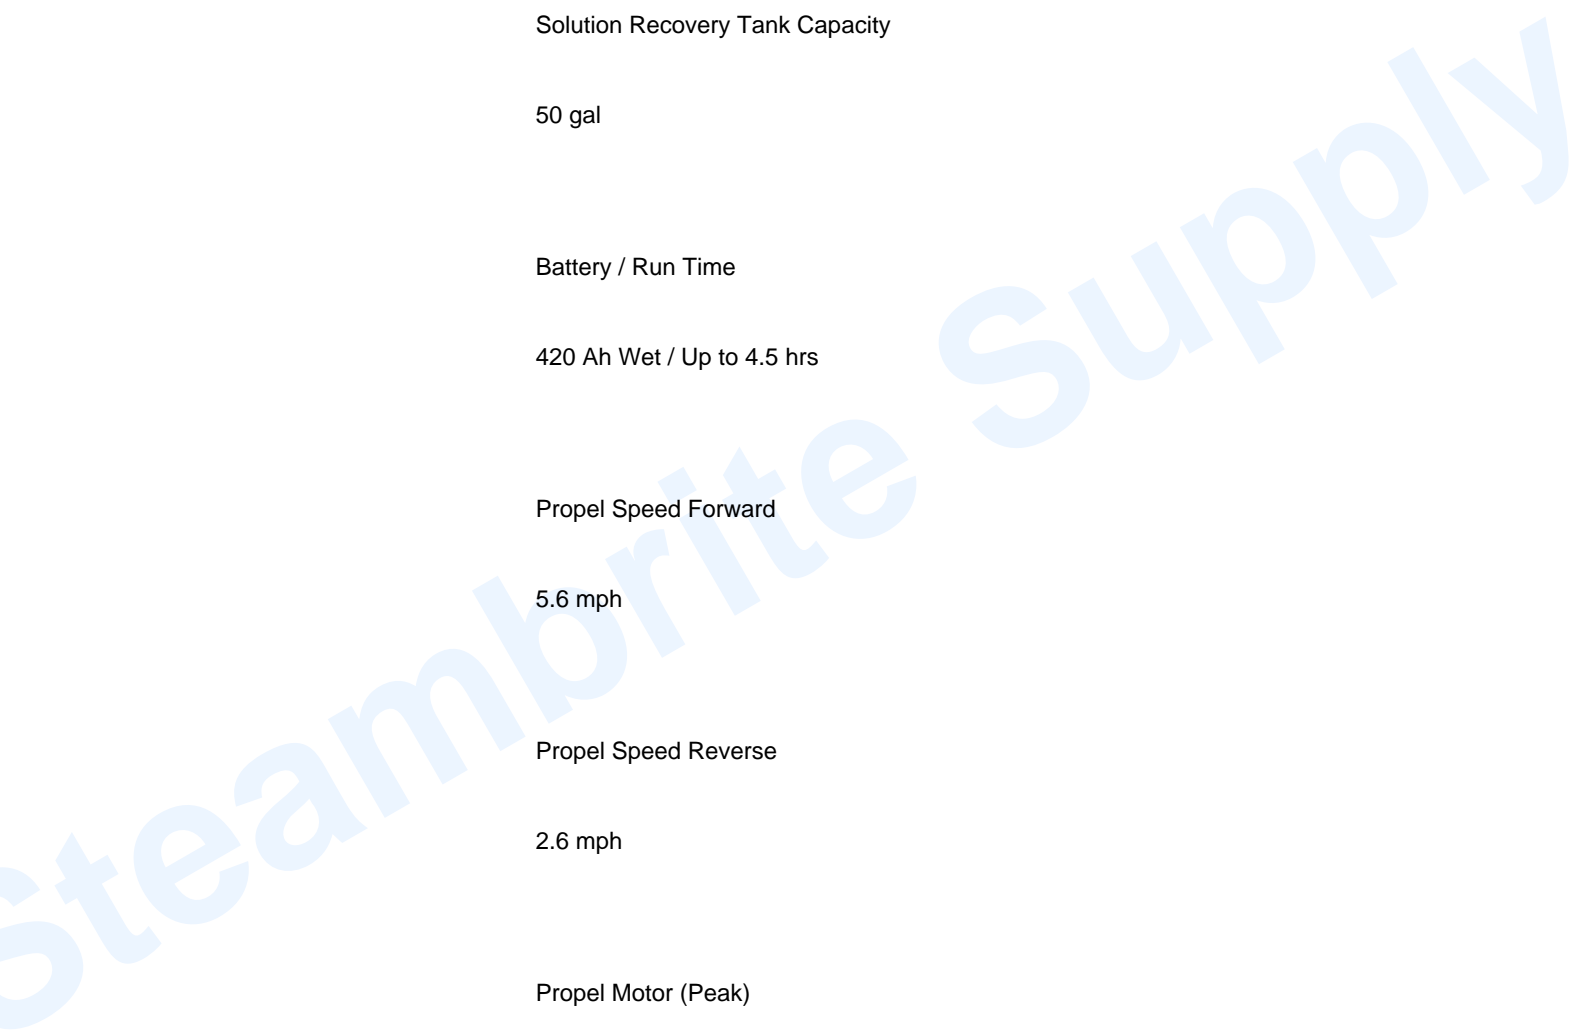 Solution Recovery Tank Capacity
50 gal
Battery / Run Time
420 Ah Wet / Up to 4.5 hrs
Propel Speed Forward
5.6 mph
Propel Speed Reverse
2.6 mph
Propel Motor (Peak)
Steambrite Supply